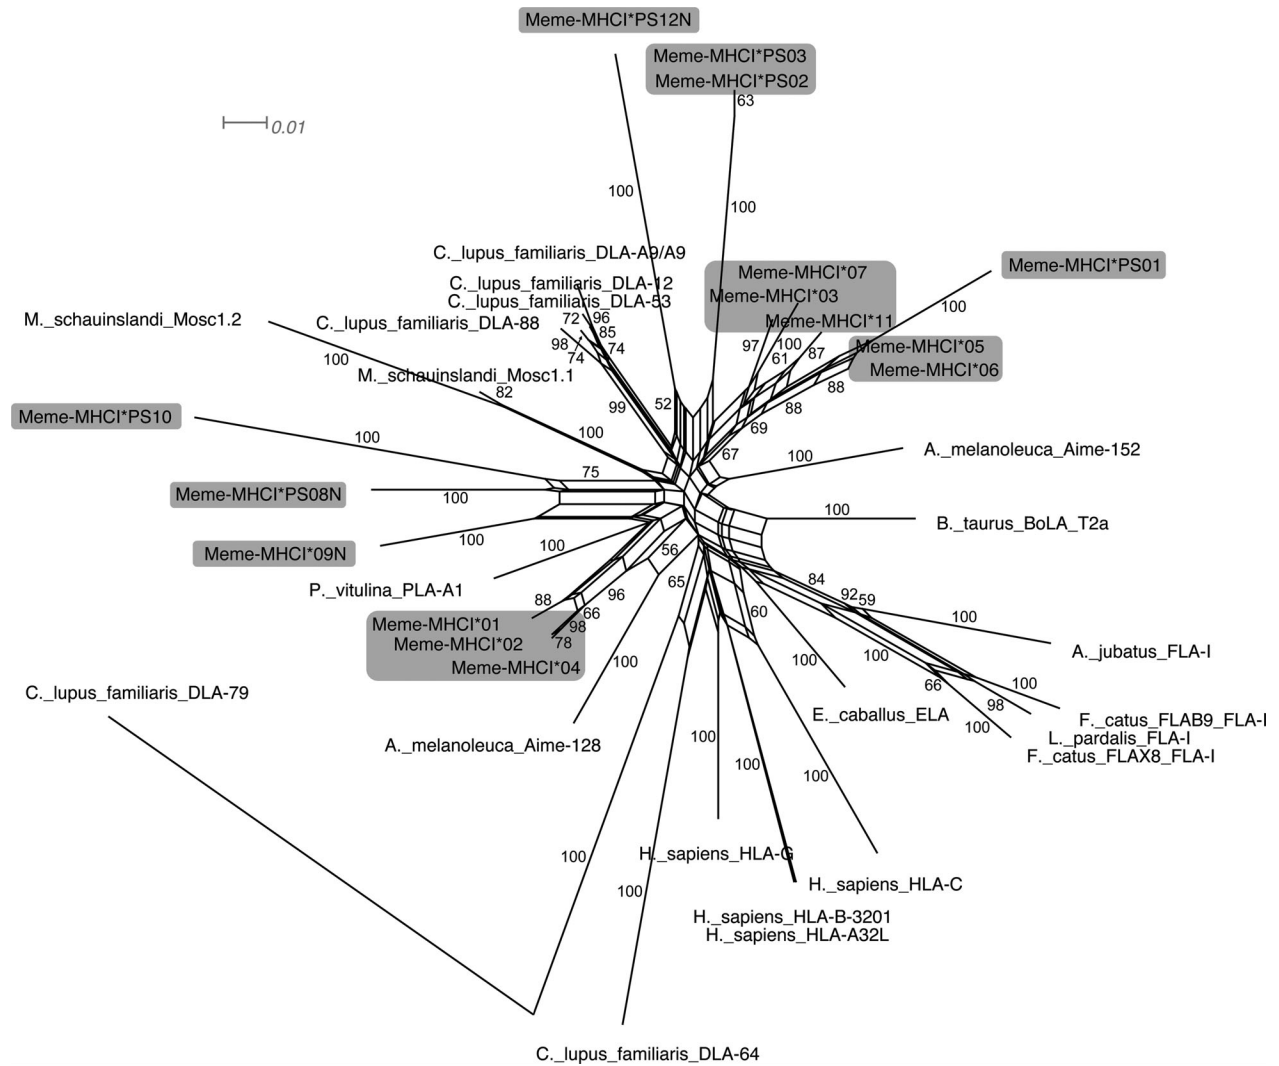 Meme-MHCI*PS12N
Meme-MHCI*PS03
Meme-MHCI*PS02
63
0.01
100
100
C._lupus_familiaris_DLA-A9/A9
Meme-MHCI*PS01
Meme-MHCI*07
C._lupus_familiaris_DLA-12
Meme-MHCI*03
C._lupus_familiaris_DLA-53
100
M._schauinslandi_Mosc1.2
C._lupus_familiaris_DLA-88
72
96
Meme-MHCI*11
85
98
74
74
97
100
61
87
Meme-MHCI*05
100
Meme-MHCI*06
M._schauinslandi_Mosc1.1
88
82
99
52
88
Meme-MHCI*PS10
69
100
100
67
100
A._melanoleuca_Aime-152
75
Meme-MHCI*PS08N
100
100
B._taurus_BoLA_T2a
100
Meme-MHCI*09N
100
56
P._vitulina_PLA-A1
65
84
96
92
59
88
66
60
100
Meme-MHCI*01
98
Meme-MHCI*02
78
A._jubatus_FLA-I
Meme-MHCI*04
100
100
100
100
66
C._lupus_familiaris_DLA-79
98
E._caballus_ELA
F._catus_FLAB9_FLA-I
100
A._melanoleuca_Aime-128
100
L._pardalis_FLA-I
F._catus_FLAX8_FLA-I
100
100
100
H._sapiens_HLA-G
100
H._sapiens_HLA-C
H._sapiens_HLA-B-3201
H._sapiens_HLA-A32L
C._lupus_familiaris_DLA-64